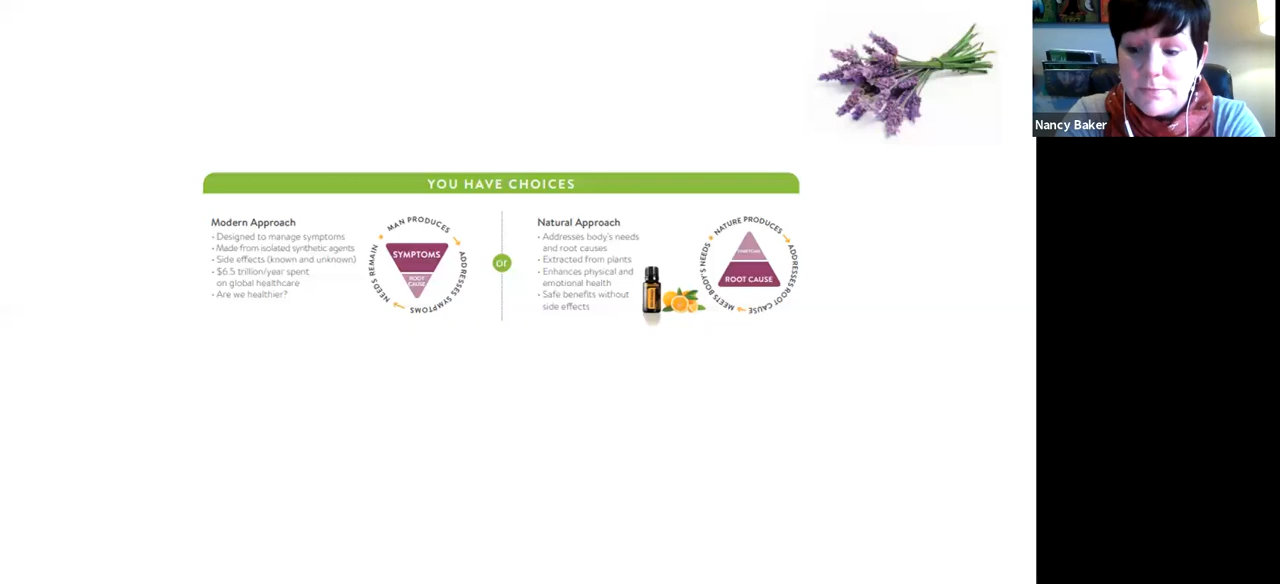 Nancy Baker
YOU HAVE CHOICES
Modern Approach
• Designed to manage symptoms
• Made from isolated synthetic agents
• Side effects (known and unknown)
• $6.5 trillion/year spent
on global healthcare
• Are we healthier?
MAN PRODUCES
ADDRESSES SYMPTOMS
NEEDS REMAIN
SYMPTOMS
ROOT
CAUSE
or
Natural Approach
• Addresses body's needs
and root causes
• Extracted from plants
• Enhances physical and
emotional health
• Safe benefits without
side effects
NATURE PRODUCES
ADDRESSES ROOT CAUSE
MEETS BODY'S NEEDS
SYMPTOMS
ROOT CAUSE